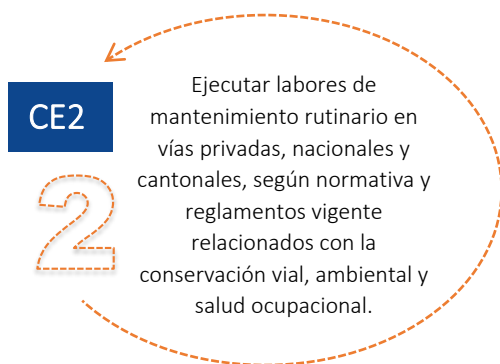 CE2
2
Ejecutar labores de
mantenimiento rutinario en
vías privadas, nacionales y
cantonales, según normativa y
reglamentos vigente
relacionados con la
conservación vial, ambiental y
salud ocupacional.